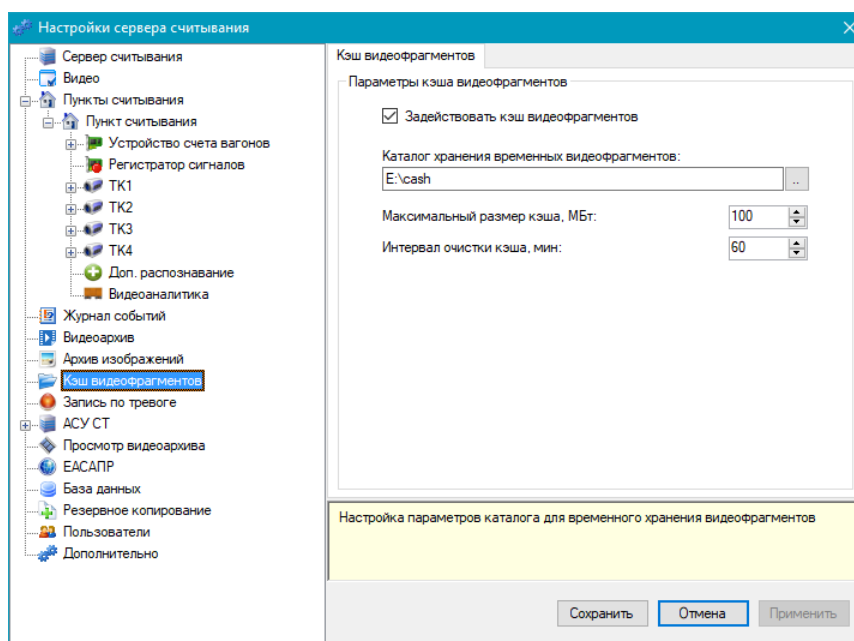 Настройки сервера считывания
Сервер считывания
Видео
Пункты считывания
Пункт считывания
Устройство счета вагонов
Регистратор сигналов
ТК1
ТК2
ТК3
ТК4
Доп. распознавание
Видеоаналитика
Журнал событий
Видеоархив
Архив изображений
Кэш видеофрагментов
Запись по тревоге
АСУ СТ
Просмотр видеоархива
ЕАСАПР
База данных
Резервное копирование
Пользователи
Дополнительно
Кэш видеофрагментов
Параметры кэша видеофрагментов
Задействовать кэш видеофрагментов
Каталог хранения временных видеофрагментов:
E:\cash
..
Максимальный размер кэша, МБт: 100
Интервал очистки кэша, мин: 60
Настройка параметров каталога для временного хранения видеофрагментов
Сохранить Отмена Применить